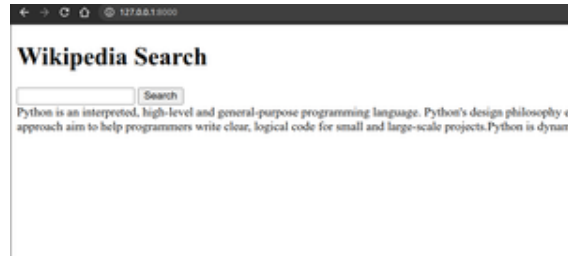 127.0.0.1:8000
Wikipedia Search
Search
Python is an interpreted, high-level and general-purpose programming language. Python's design philosophy
approach aim to help programmers write clear, logical code for small and large-scale projects.Python is dynam